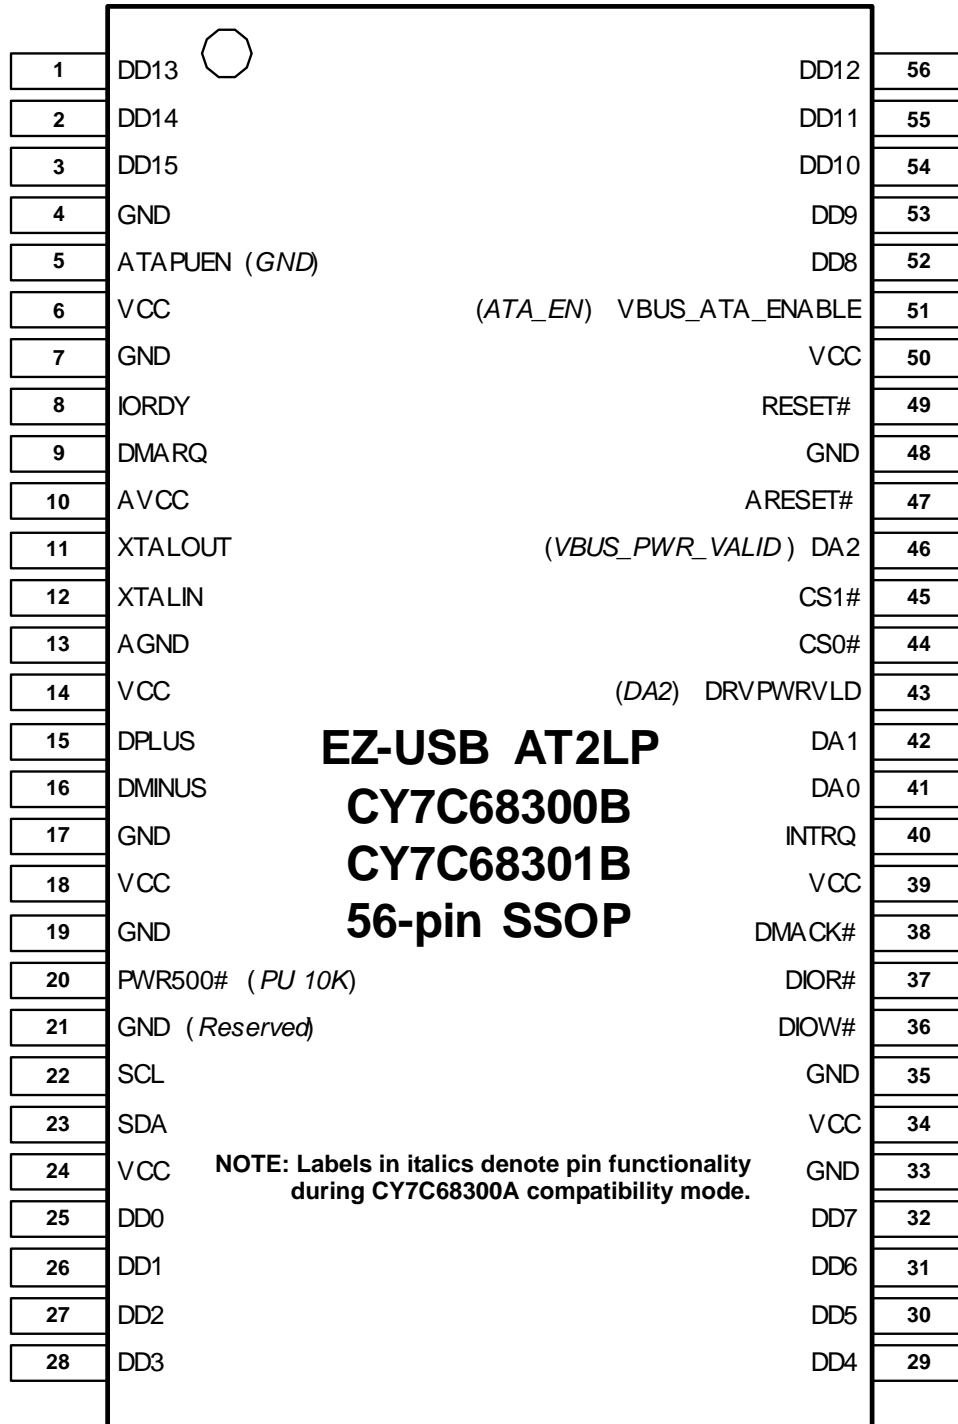 1 DD13 DD12 56
2 DD14 DD11 55
3 DD15 DD10 54
4 GND DD9 53
5 ATAPUEN (GND) DD8 52
6 VCC (ATA_EN) VBUS_ATA_ENABLE 51
7 GND VCC 50
8 IORDY RESET# 49
9 DMARQ GND 48
10 AVCC ARESET# 47
11 XTALOUT (VBUS_PWR_VALID) DA2 46
12 XTALIN CS1# 45
13 AGND CS0# 44
14 VCC (DA2) DRVPWRVLD 43
15 DPLUS EZ-USB AT2LP DA1 42
16 DMINUS CY7C68300B DA0 41
17 GND INTRQ 40
18 VCC CY7C68301B VCC 39
19 GND 56-pin SSOP DMACK# 38
20 PWR500# (PU 10K) DIOR# 37
21 GND (Reserved) DIOW# 36
22 SCL GND 35
23 SDA VCC 34
24 VCC NOTE: Labels in italics denote pin functionality GND 33
during CY7C68300A compatibility mode.
25 DD0 DD7 32
26 DD1 DD6 31
27 DD2 DD5 30
28 DD3 DD4 29